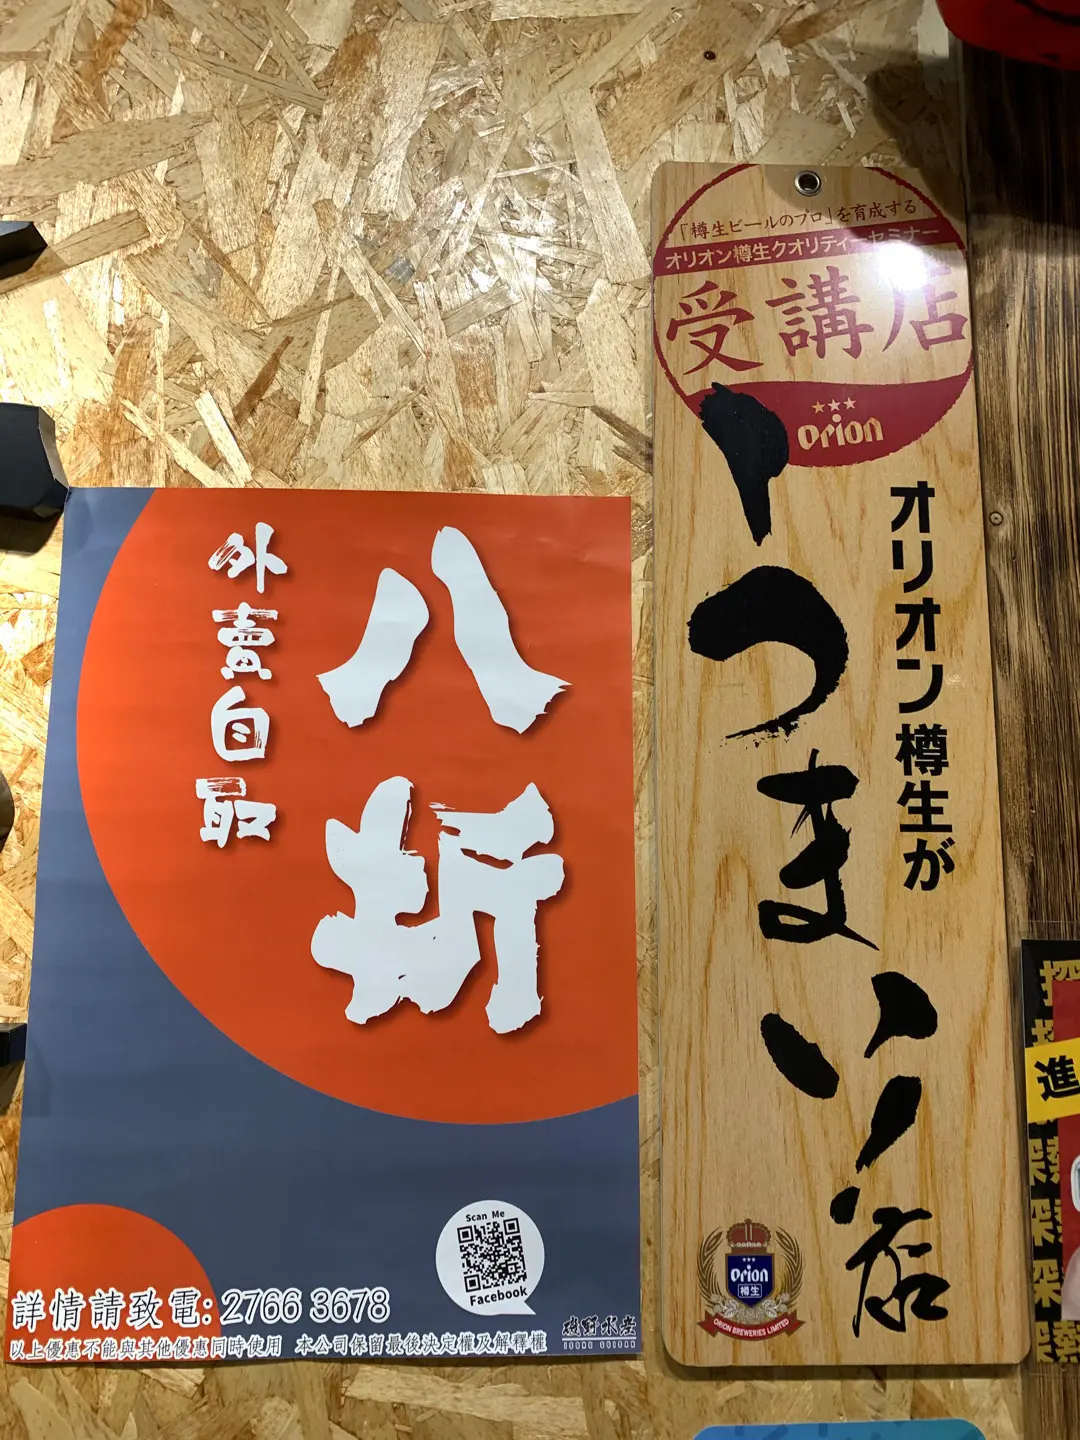 八折
外賣自取
Scan Me
Facebook
詳情請致電: 2766 3678
以上優惠不能與其他優惠同時使用 本公司保留最後決定權及解釋權
磯野水産
「樽生ビールのプロ」を育成する
オリオン樽生クオリティーセミナー
受講店
orion
オリオン樽生が
うまい店
orion
樽生
ORION BREWERIES LIMITED
進